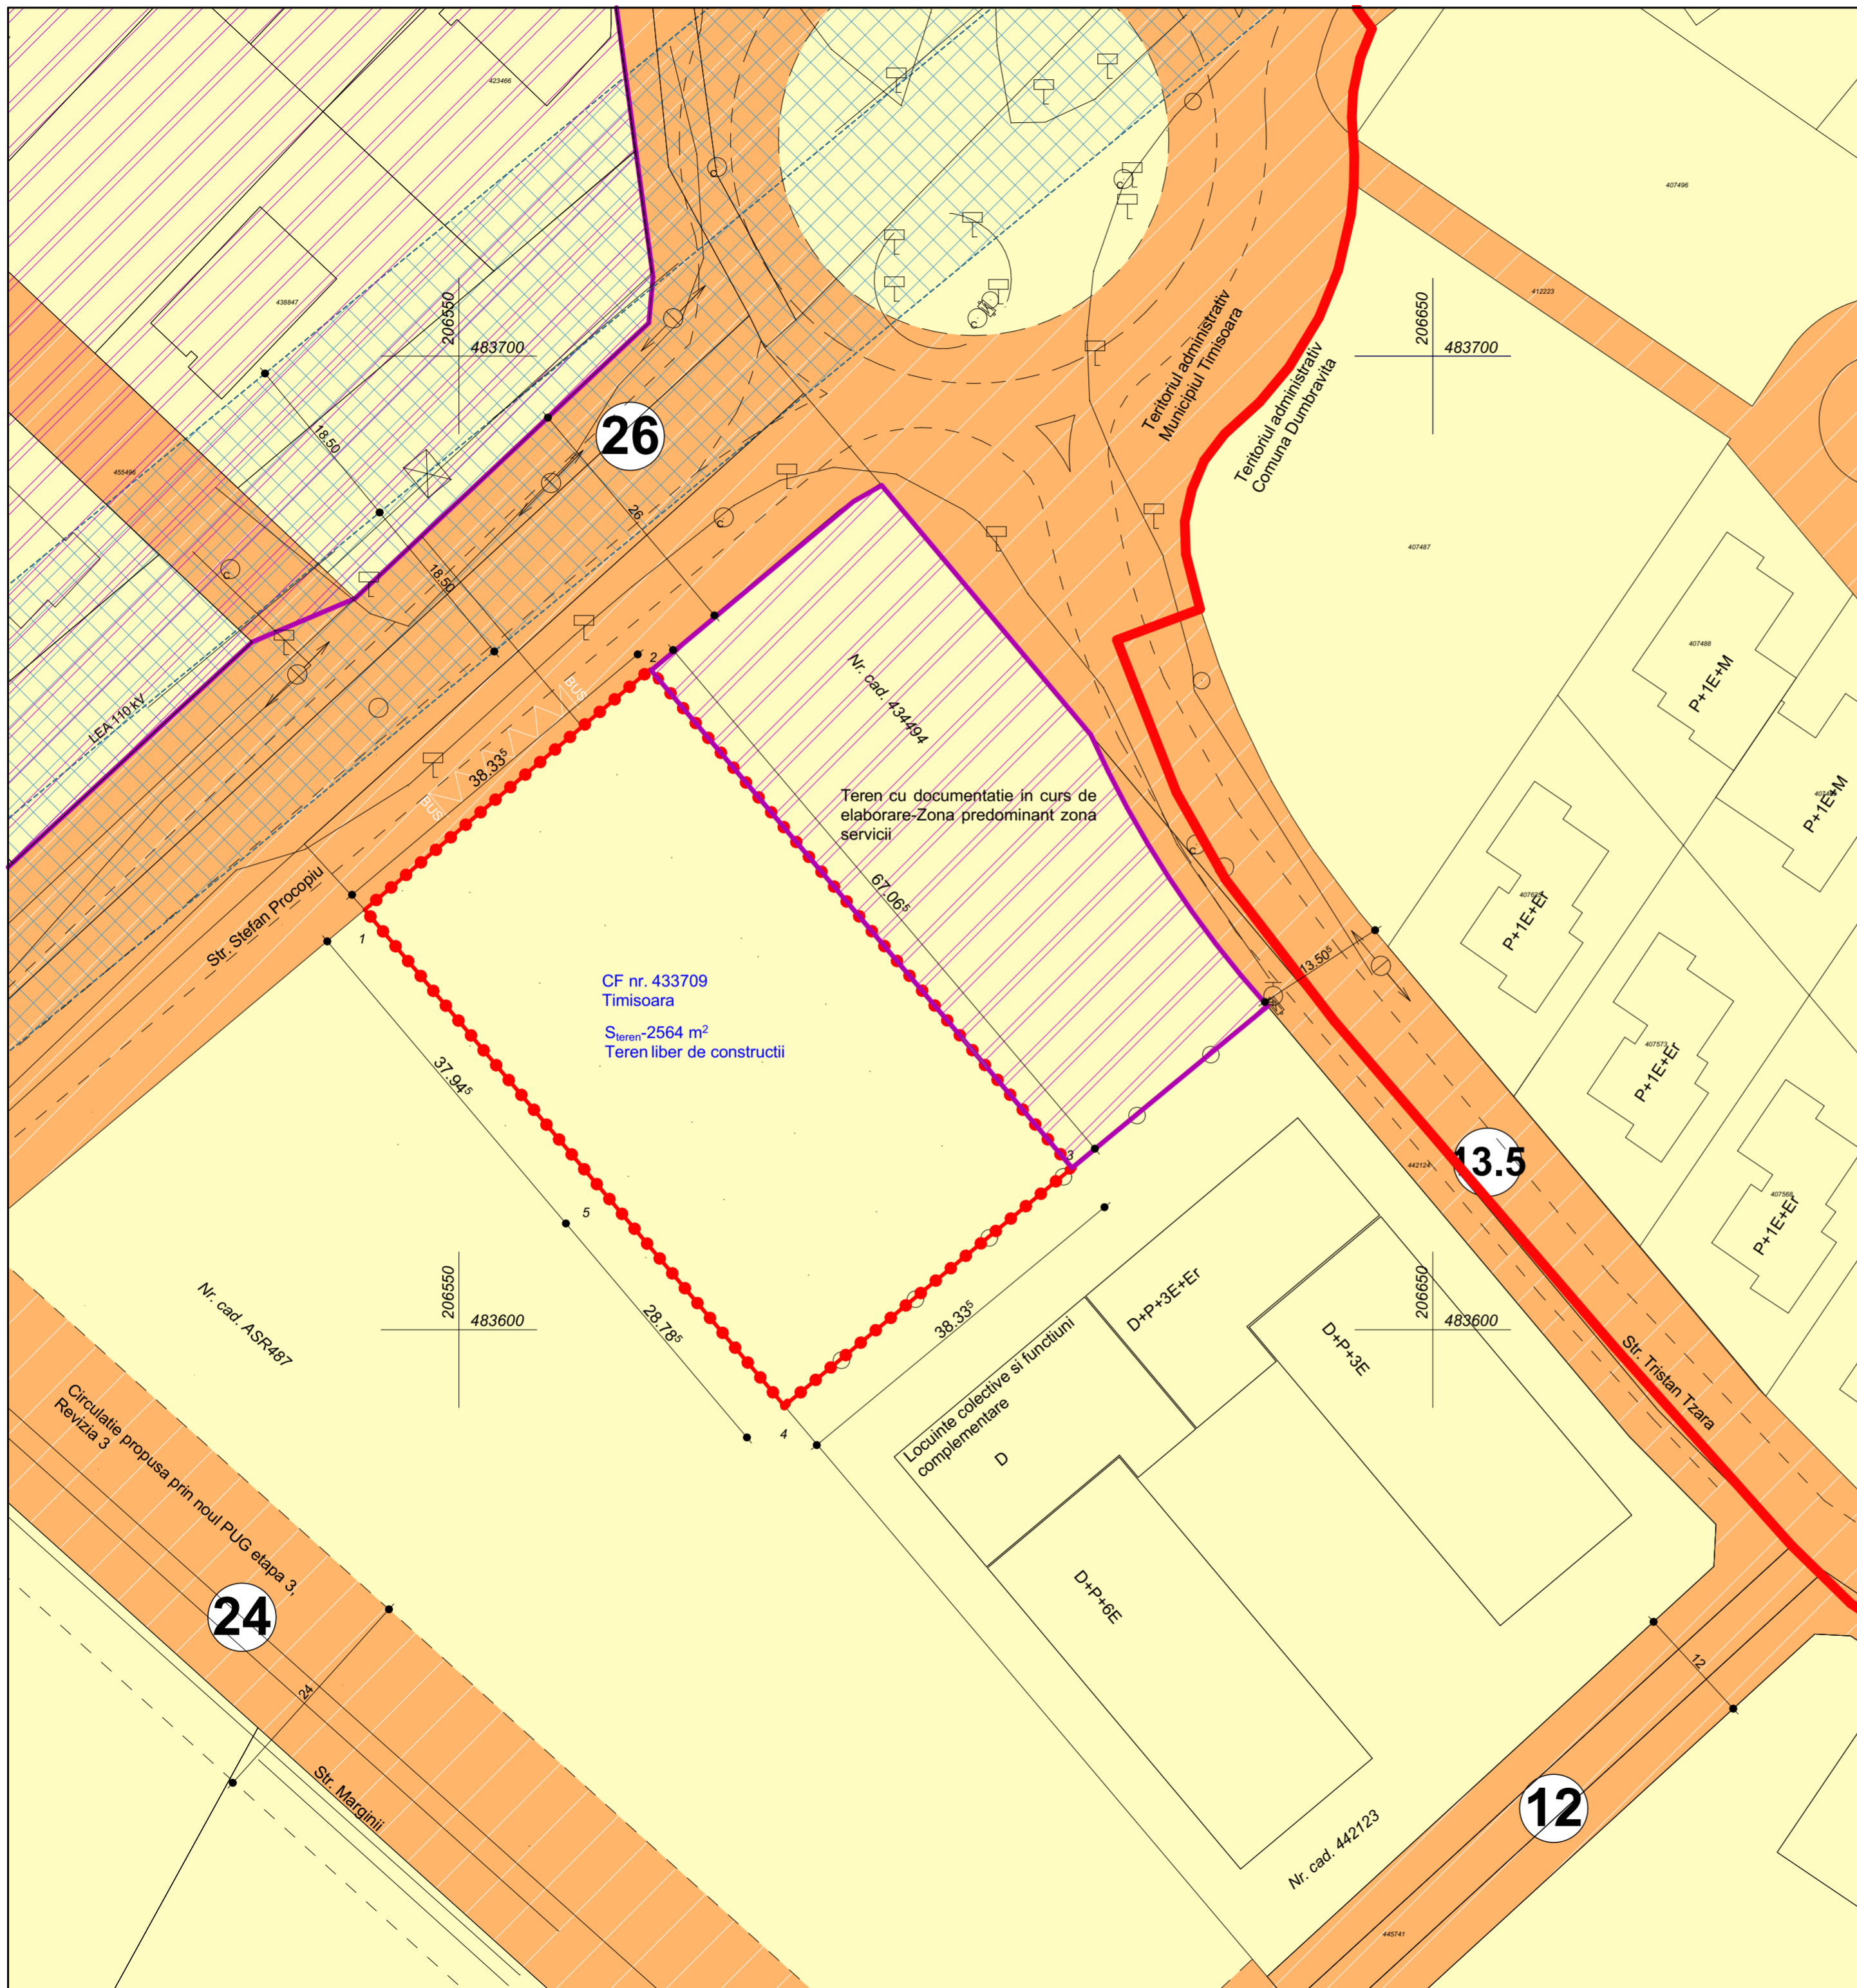 423466
407496
438847
412223
206550
483700
206650
483700
Teritoriul administrativ
Municipiul Timisoara
Teritoriul administrativ
Comuna Dumbravita
26
18.50
455496
26
18.50
407487
407488
P+1E+M
P+1E+M
2
Nr. cad. 434494
LEA 110 kV
BUS
BUS
38.33⁵
Teren cu documentatie in curs de
elaborare-Zona predominant zona
servicii
67.06⁵
Str. Stefan Procopiu
1
P+1E+Er
13.50⁵
CF nr. 433709
Timisoara
Steren-2564 m²
Teren liber de constructii
37.94⁵
407573
P+1E+Er
3
442124
13.5
407568
P+1E+Er
5
Nr. cad. ASR487
206550
483600
28.78⁵
38.33⁵
D+P+3E+Er
206650
483600
D+P+3E
Str. Tristan Tzara
Locuinte colective si functiuni
complementare
D
4
Circulatie propusa prin noul PUG etapa 3,
Revizia 3
24
24
D+P+6E
12
Str. Marginii
12
Nr. cad. 442123
445741